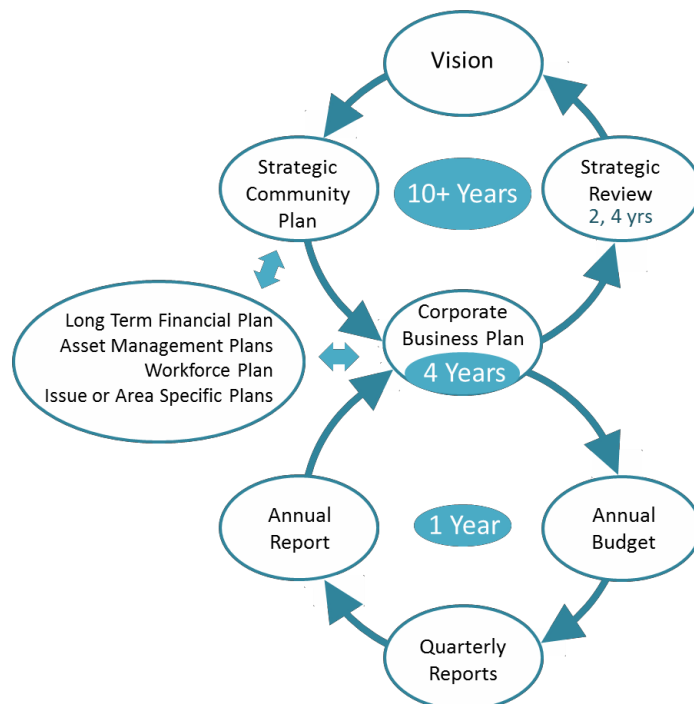 Vision
Strategic
Community
Plan
10+ Years
Strategic
Review
2, 4 yrs
Long Term Financial Plan
Asset Management Plans
Workforce Plan
Issue or Area Specific Plans
Corporate
Business Plan
4 Years
Annual
Report
1 Year
Annual
Budget
Quarterly
Reports